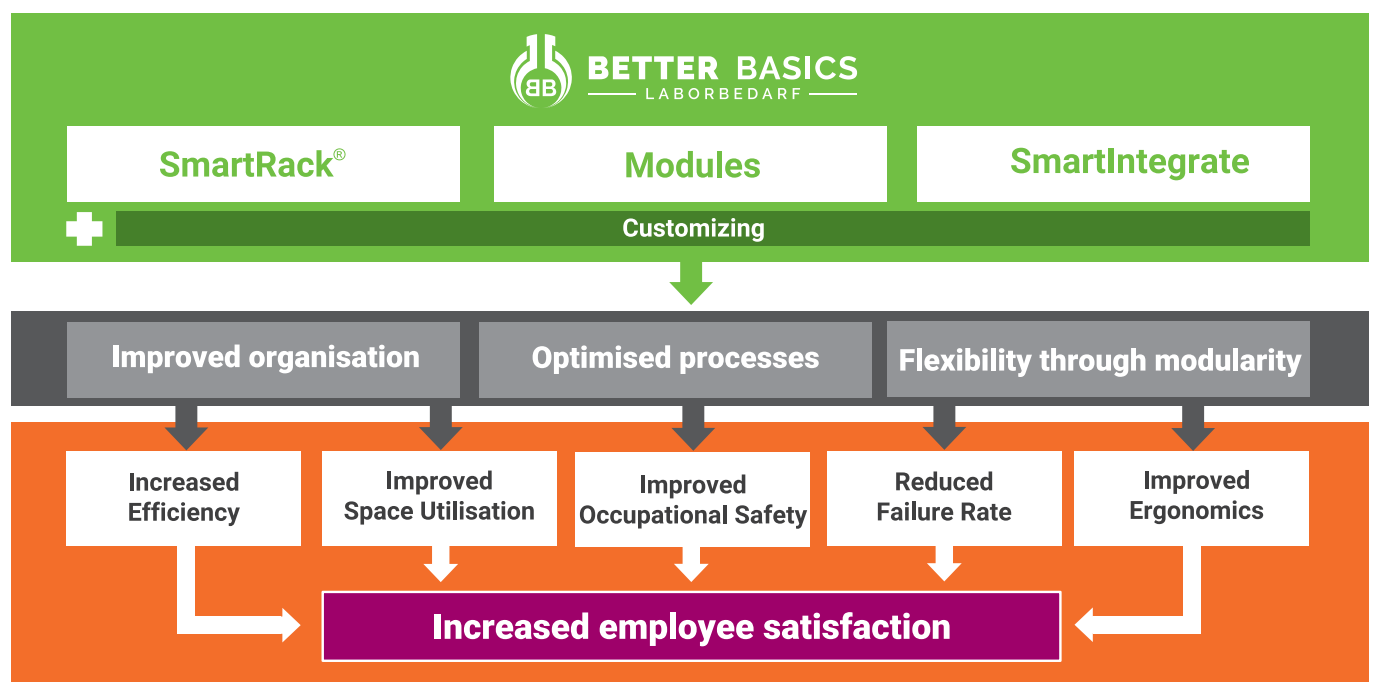 BB
BETTER BASICS
LABORBEDARF
SmartRack®
Modules
SmartIntegrate
Customizing
Improved organisation
Optimised processes
Flexibility through modularity
Increased
Efficiency
Improved
Space Utilisation
Improved
Occupational Safety
Reduced
Failure Rate
Improved
Ergonomics
Increased employee satisfaction